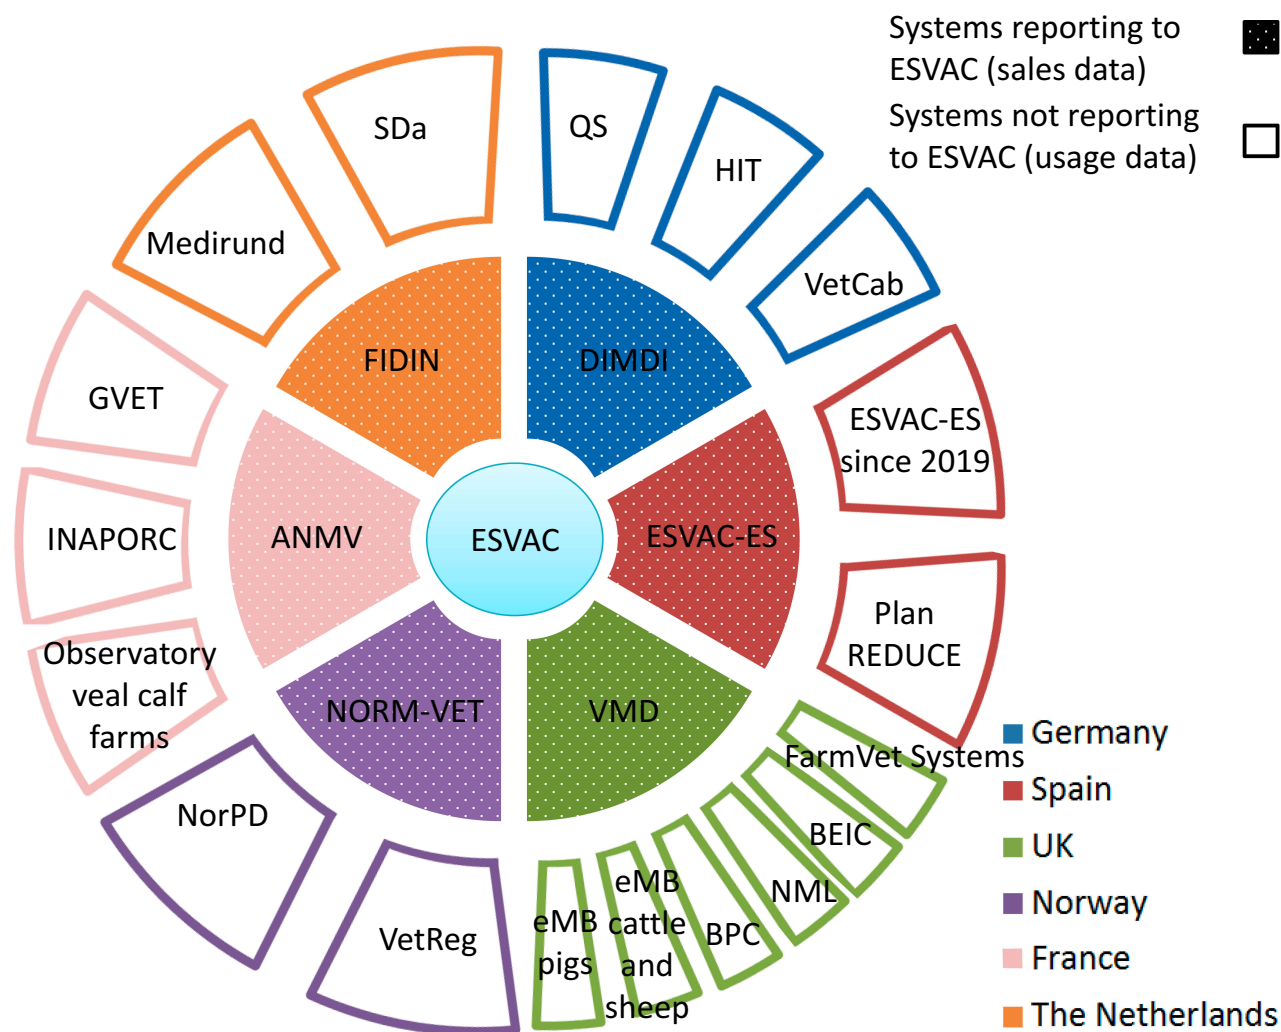 Systems reporting to
ESVAC (sales data)
Systems not reporting
to ESVAC (usage data)
SDa
QS
HIT
Medirund
VetCab
FIDIN
DIMDI
GVET
ESVAC-ES
since 2019
INAPORC
ANMV
ESVAC
ESVAC-ES
Plan
REDUCE
Observatory
veal calf
farms
NORM-VET
VMD
FarmVet Systems
NorPD
BEIC
NML
eMB
cattle
and
sheep
BPC
eMB
pigs
VetReg
Germany
Spain
UK
Norway
France
The Netherlands